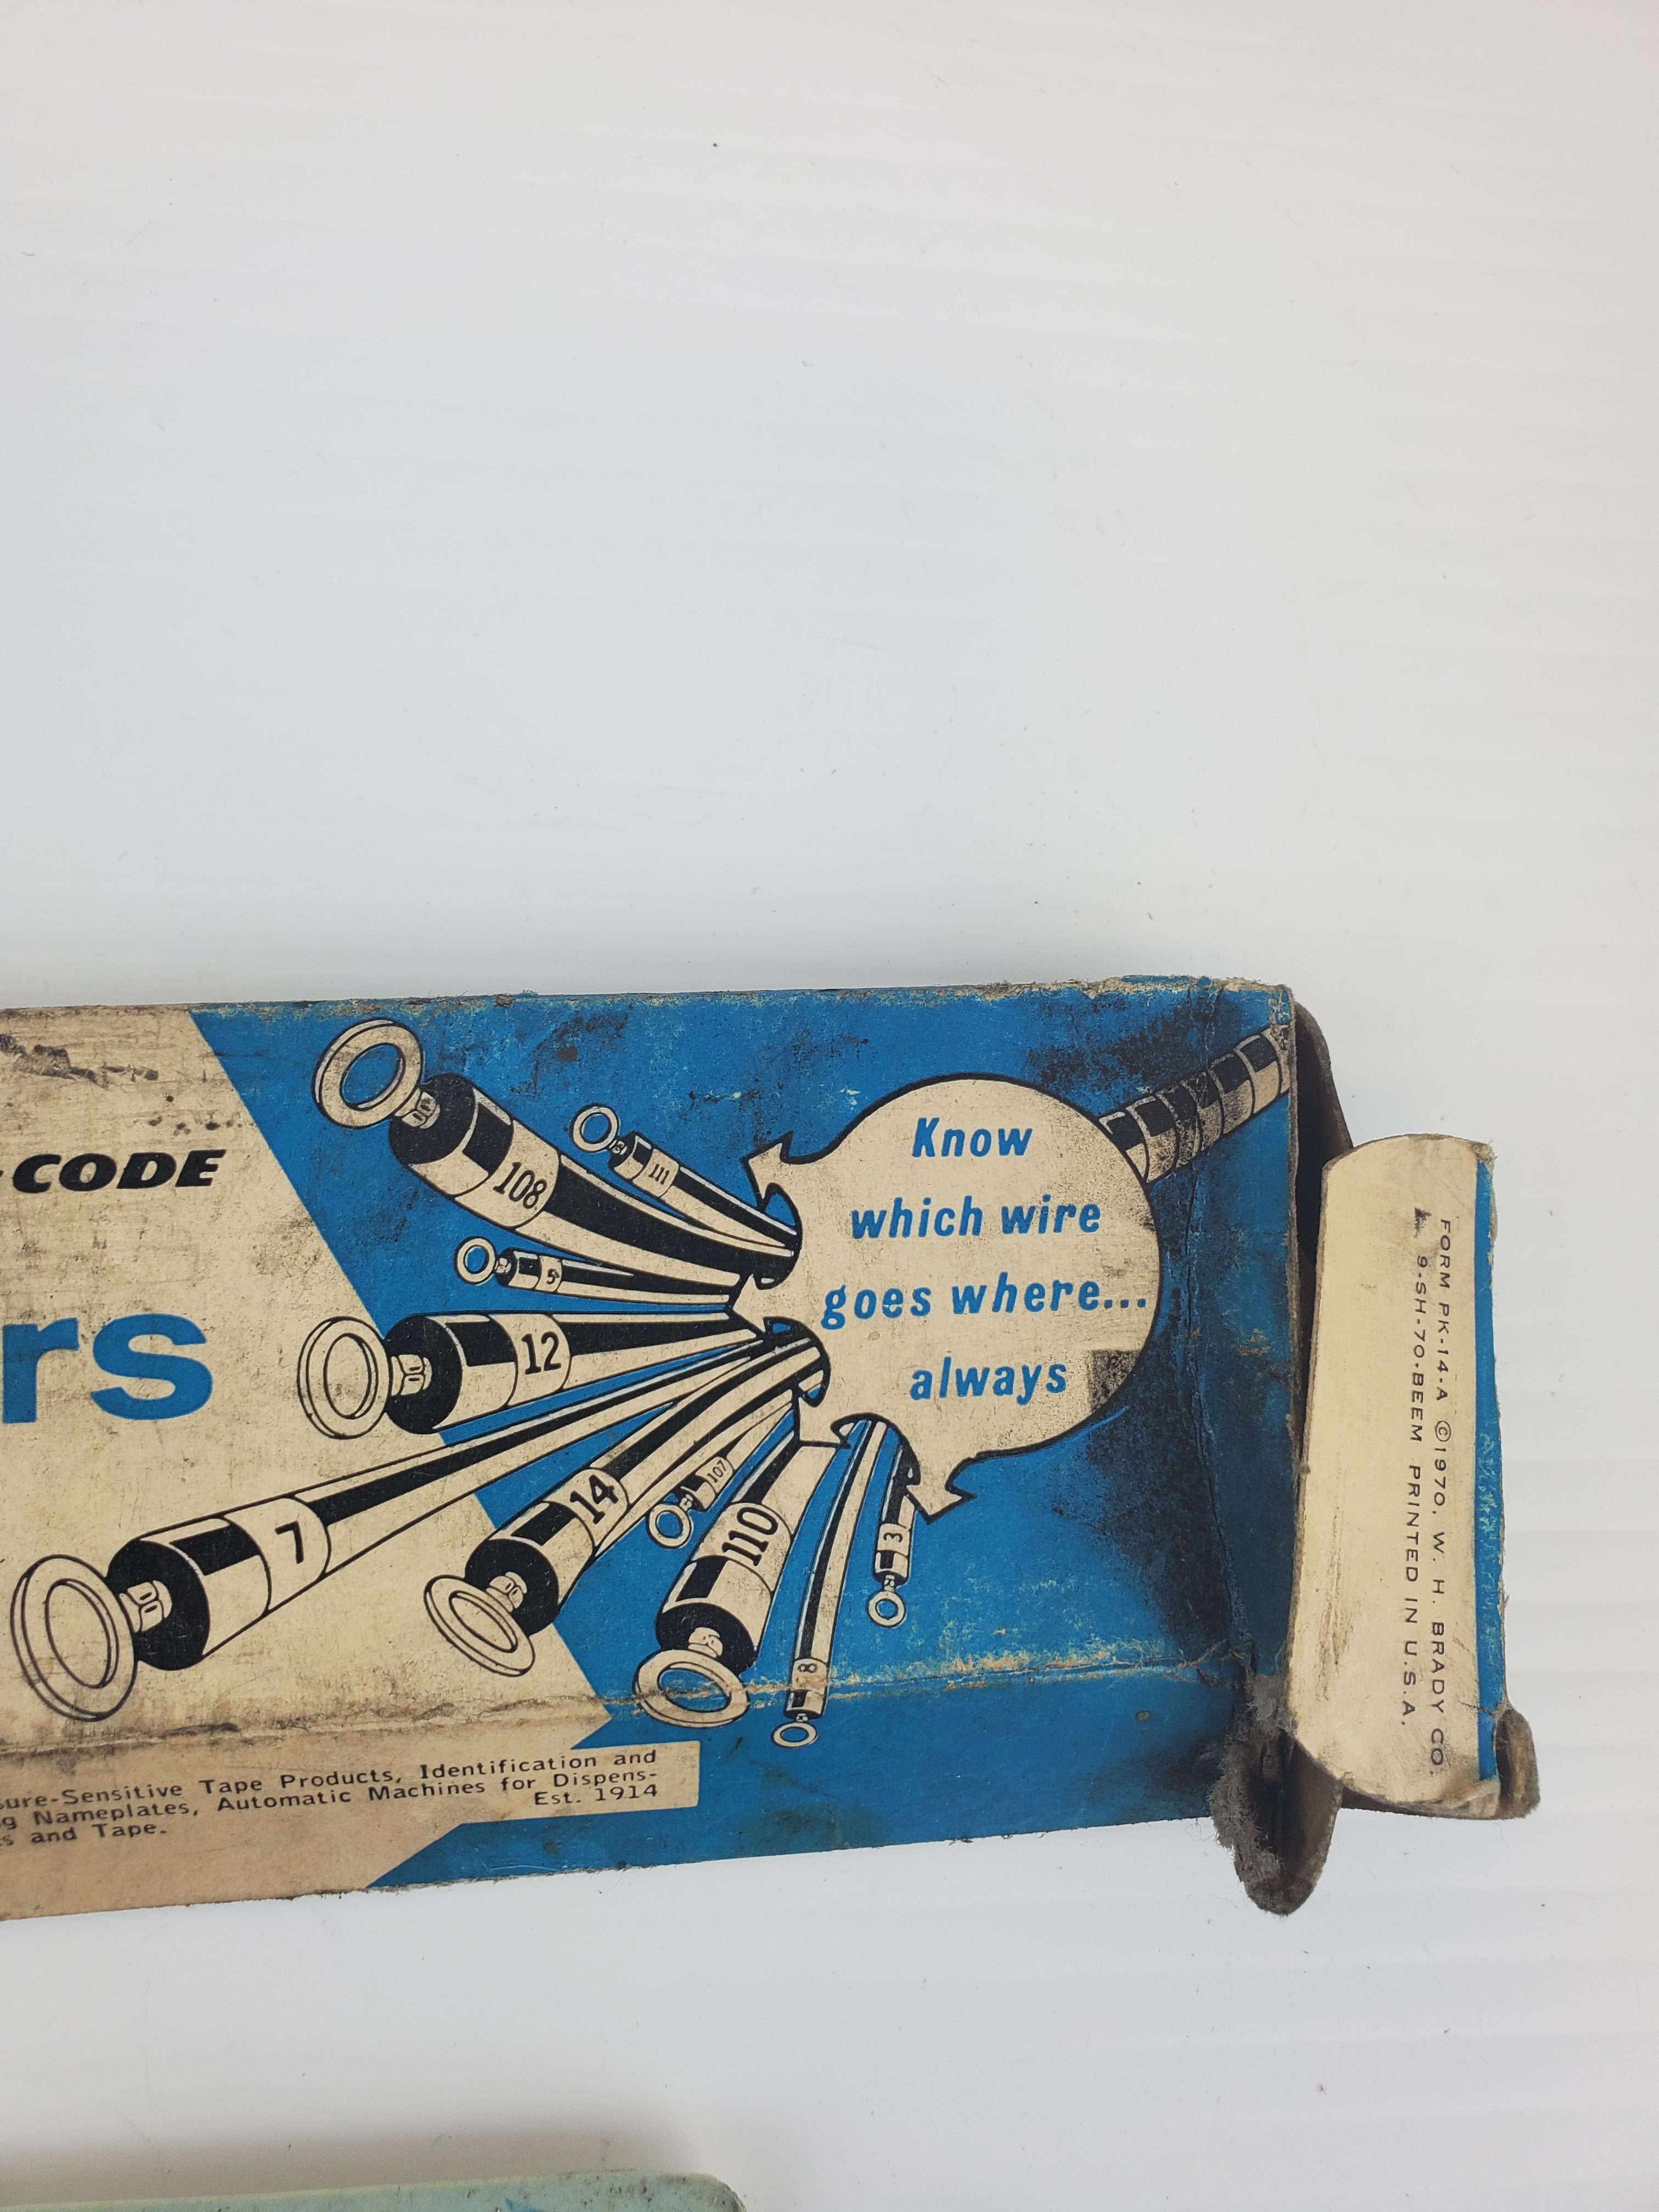 -CODE
rs
108
111
5
12
7
14
107
110
8
3
Know
which wire
goes where...
always
sure-Sensitive Tape Products, Identification and
g Nameplates, Automatic Machines for Dispens-
s and Tape. Est. 1914
FORM PK-14-A ©1970, W. H. BRADY CO.
9-SH-70-BEEM PRINTED IN U.S.A.